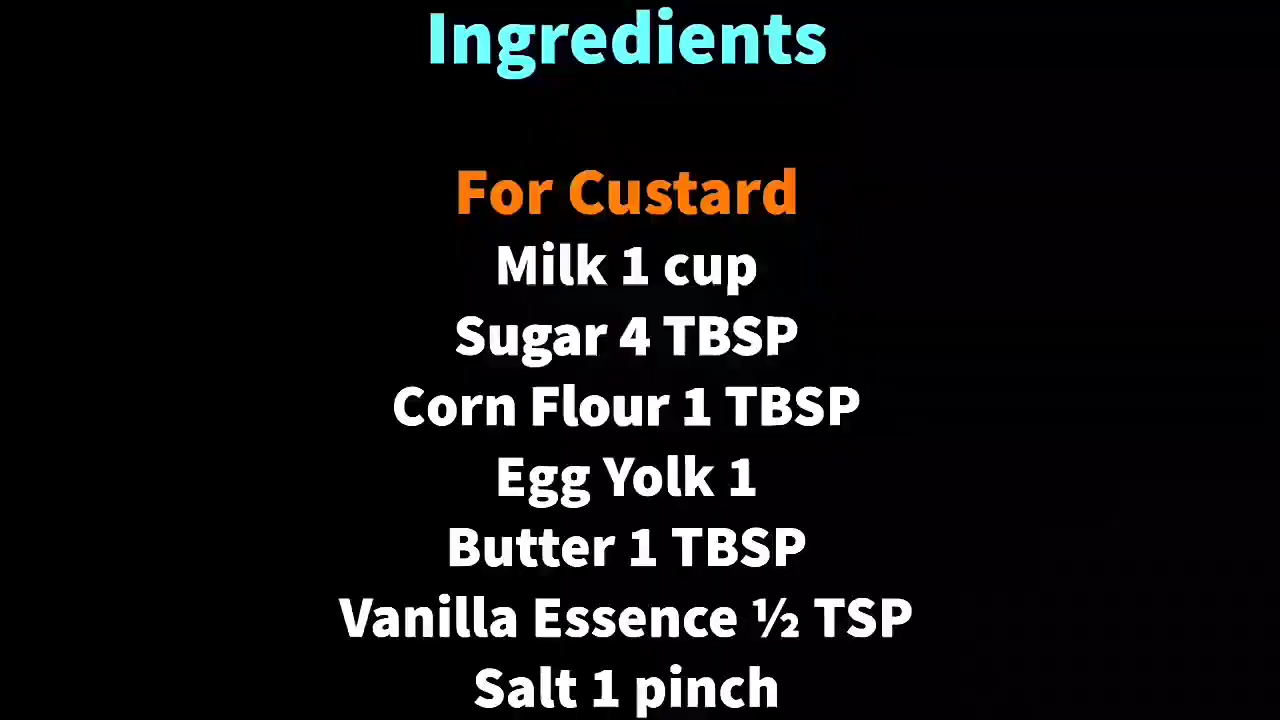 Ingredients
For Custard
Milk 1 cup
Sugar 4 TBSP
Corn Flour 1 TBSP
Egg Yolk 1
Butter 1 TBSP
Vanilla Essence ½ TSP
Salt 1 pinch